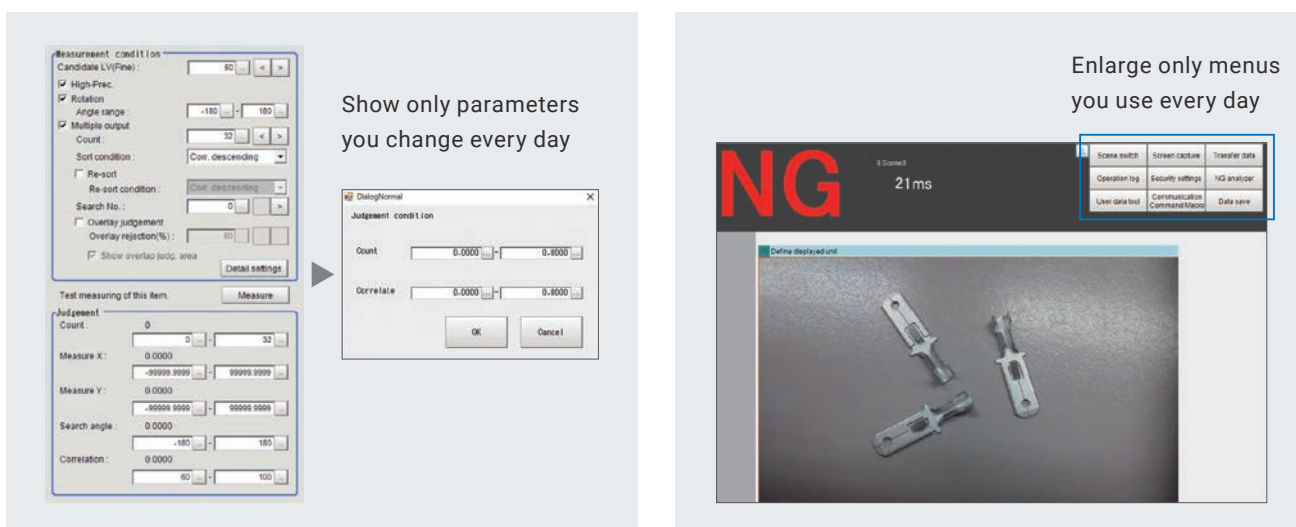 Measurement condition
Candidate LV(Fine) : 60 ... < >
High-Prec.
Rotation
Angle range : -180 ... - 180 ...
Multiple output
Count : 32 ... < >
Sort condition : Corr. descending
Re-sort
Re-sort condition : Corr. descending
Search No. : 0 ... >
Overlay judgement
Overlay rejection(%) : 60
Show overlap judg. area
Detail settings
Test measuring of this item. Measure
Judgement
Count : 0
0 ... - 32 ...
Measure X : 0.0000
-99999.9999 ... - 99999.9999 ...
Measure Y : 0.0000
-99999.9999 ... - 99999.9999 ...
Search angle : 0.0000
-180 ... - 180 ...
Correlation : 0.0000
60 ... - 100 ...
Show only parameters
you change every day
DialogNormal
Judgement condition
Count 0.0000 ... - 0.8000 ...
Correlate 0.0000 ... - 0.8000 ...
OK Cancel
Enlarge only menus
you use every day
NG
0.Scene0
21ms
Scene switch Screen capture Transfer data
Operation log Security settings NG analyzer
User data tool Communication Command Macro Data save
Define displayed unit